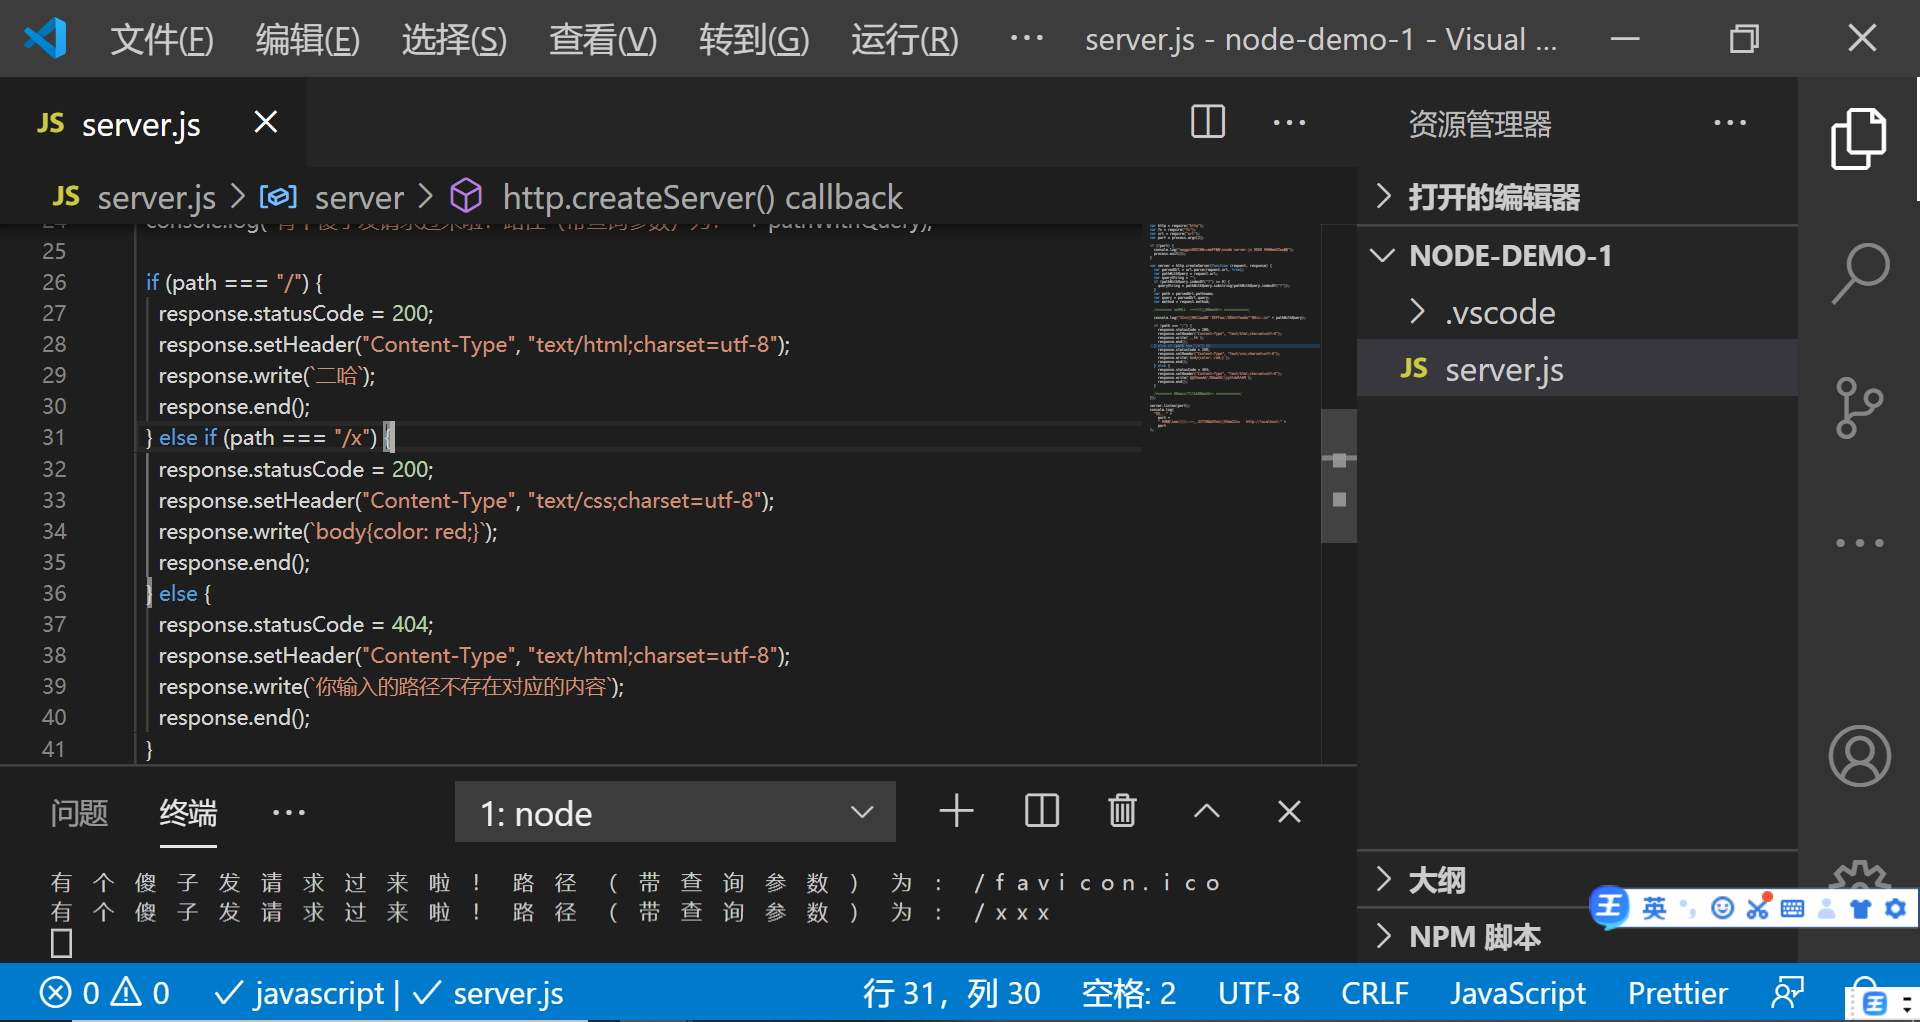 文件(F) 编辑(E) 选择(S) 查看(V) 转到(G) 运行(R) ··· server.js - node-demo-1 - Visual ...
JS server.js
资源管理器
JS server.js > server > http.createServer() callback
打开的编辑器
NODE-DEMO-1
.vscode
JS server.js
25
26 if (path === "/") {
27 response.statusCode = 200;
28 response.setHeader("Content-Type", "text/html;charset=utf-8");
29 response.write(`二哈`);
30 response.end();
31 } else if (path === "/x") {
32 response.statusCode = 200;
33 response.setHeader("Content-Type", "text/css;charset=utf-8");
34 response.write(`body{color: red;}`);
35 response.end();
36 } else {
37 response.statusCode = 404;
38 response.setHeader("Content-Type", "text/html;charset=utf-8");
39 response.write(`你输入的路径不存在对应的内容`);
40 response.end();
41 }
问题 终端 ··· 1: node
有个傻子发请求过来啦！路径（带查询参数）为：/favicon.ico
有个傻子发请求过来啦！路径（带查询参数）为：/xxx
大纲
NPM 脚本
王 英
0 0 javascript | server.js 行 31，列 30 空格: 2 UTF-8 CRLF JavaScript Prettier